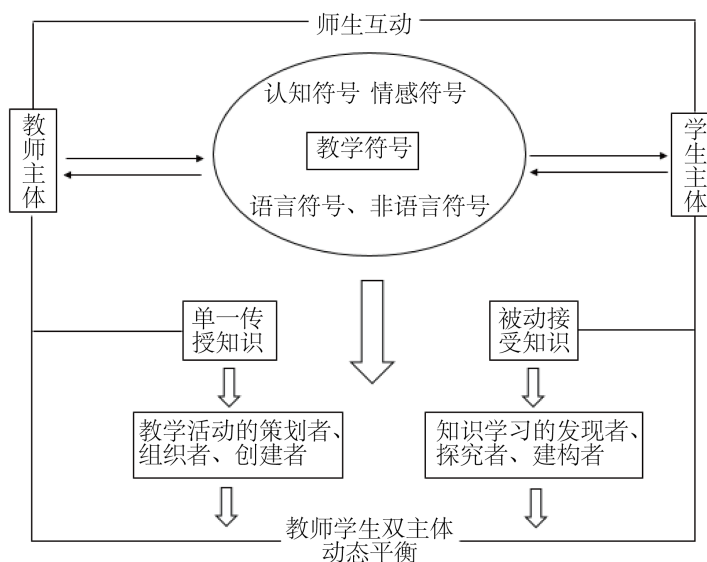 师生互动
认知符号 情感符号
教师主体
教学符号
学生主体
语言符号、非语言符号
单一传
授知识
被动接
受知识
教学活动的策划者、
组织者、创建者
知识学习的发现者、
探究者、建构者
教师学生双主体
动态平衡